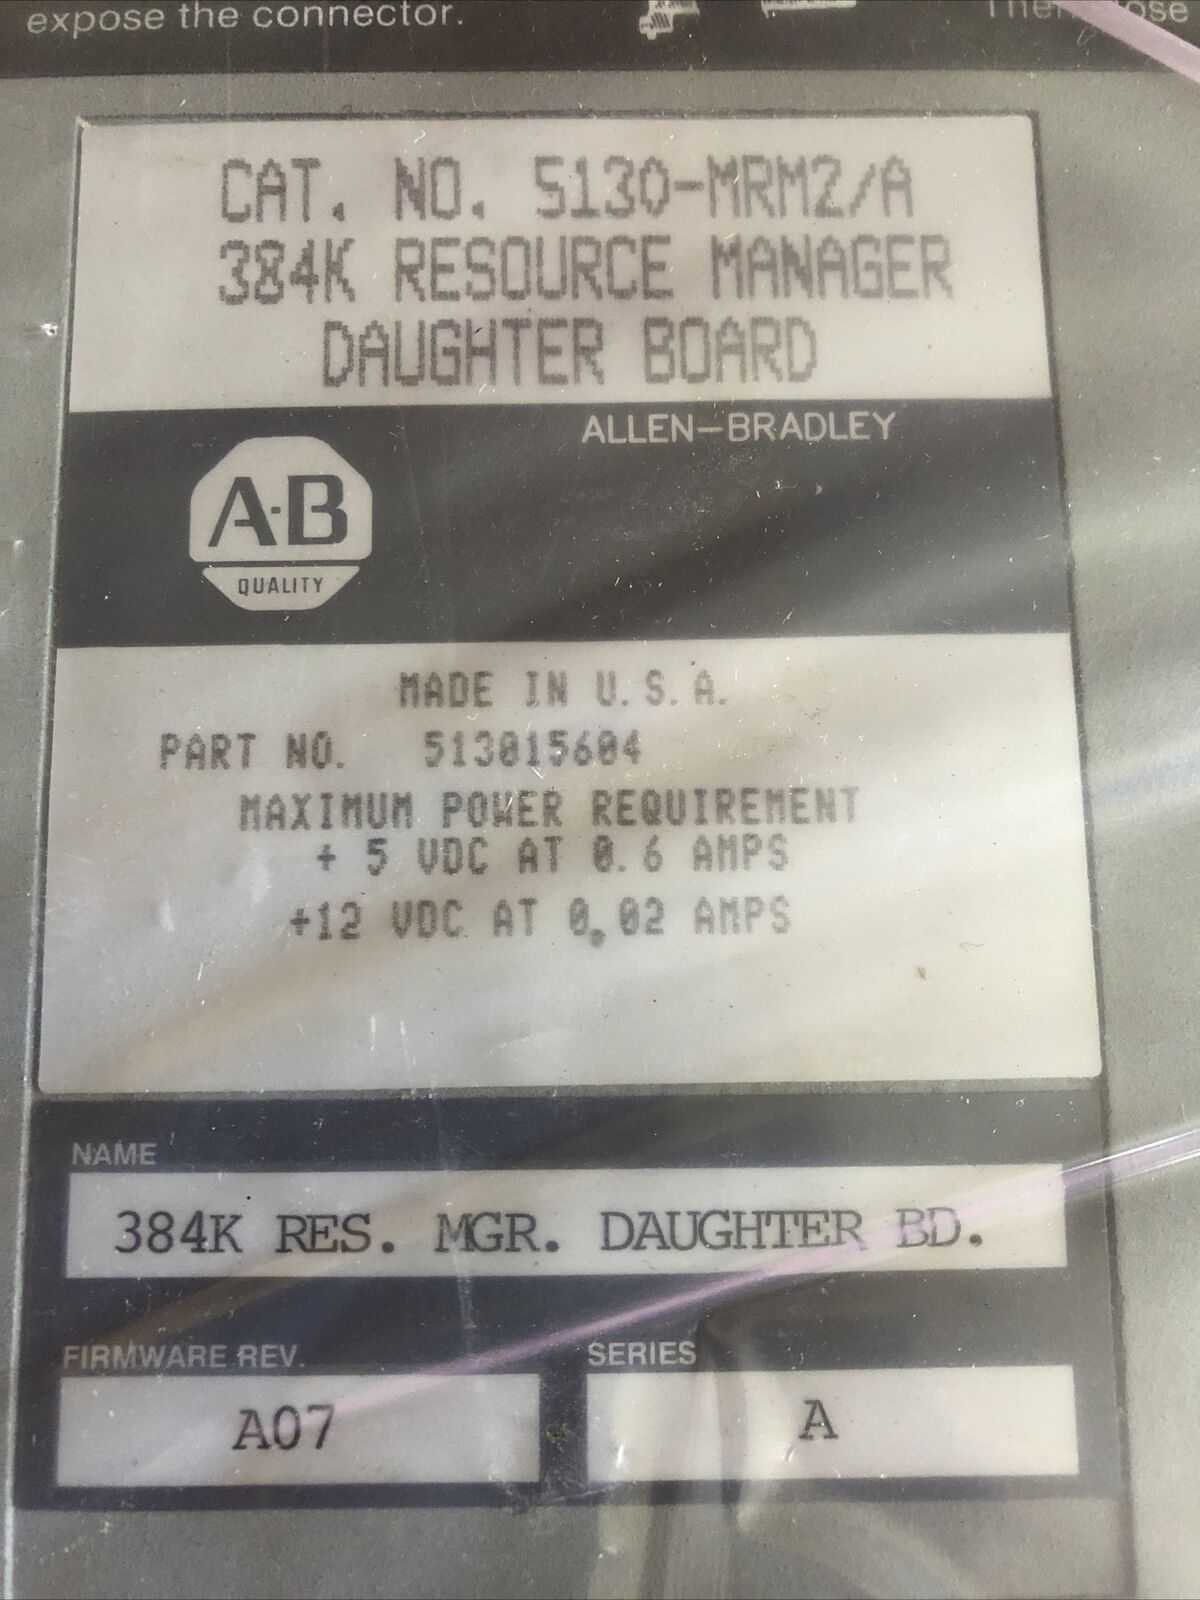 expose the connector.
CAT. NO. 5130-MRM2/A
384K RESOURCE MANAGER
DAUGHTER BOARD
ALLEN-BRADLEY
A·B
QUALITY
MADE IN U.S.A.
PART NO. 513015604
MAXIMUM POWER REQUIREMENT
+ 5 VDC AT 0.6 AMPS
+12 VDC AT 0.02 AMPS
NAME
384K RES. MGR. DAUGHTER BD.
FIRMWARE REV.
SERIES
A07
A